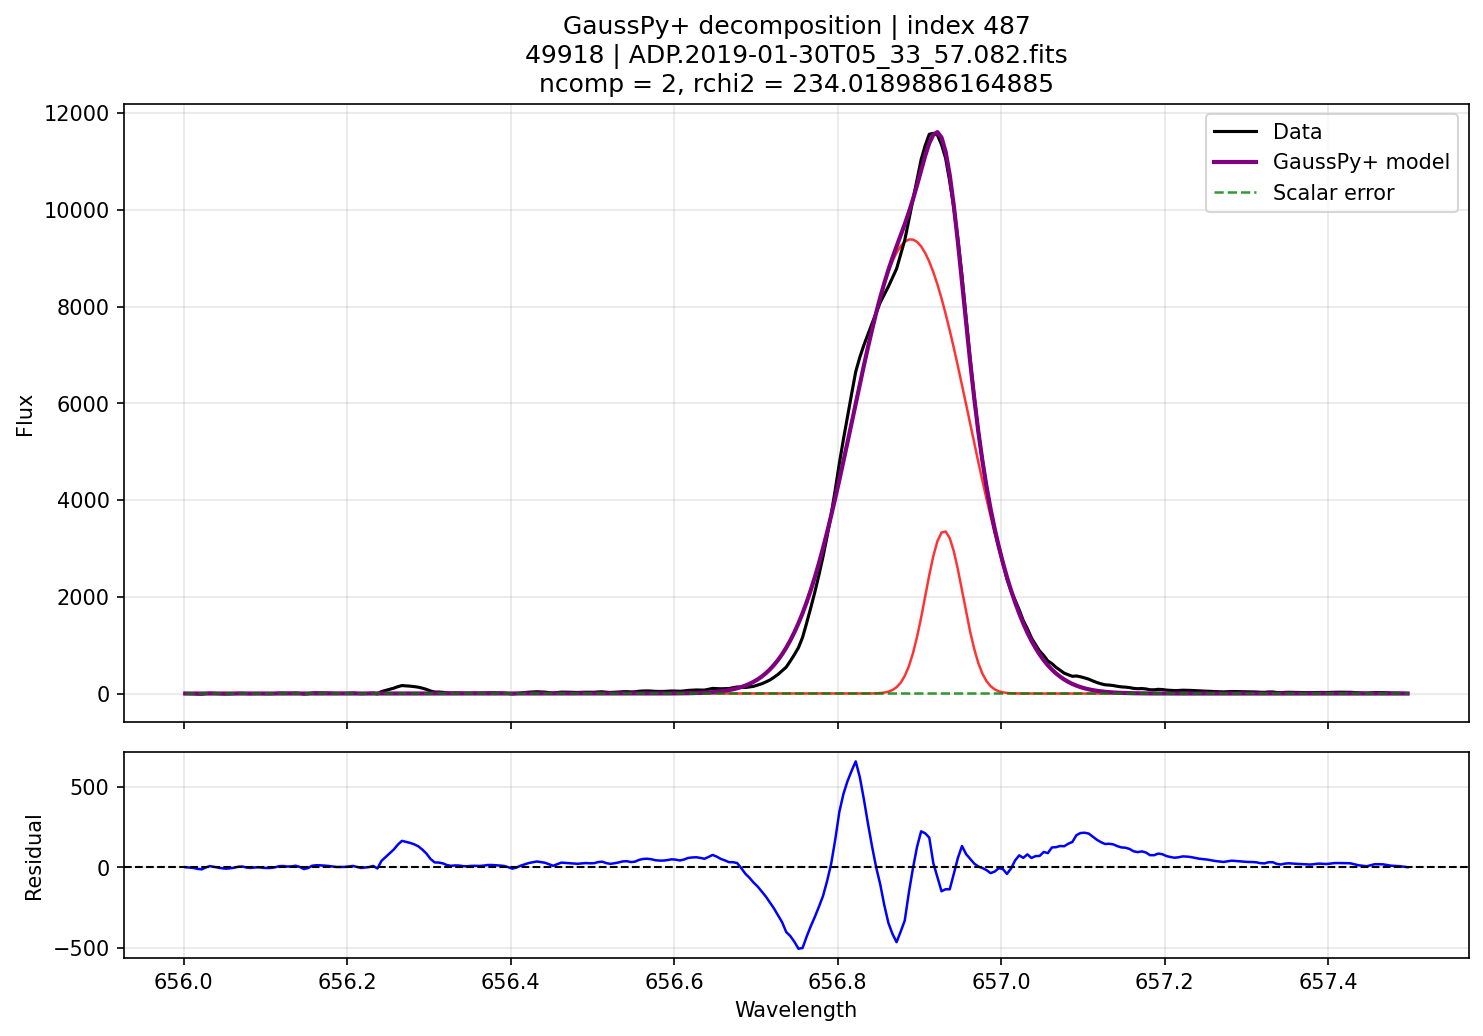 GaussPy+ decomposition | index 487
49918 | ADP.2019-01-30T05_33_57.082.fits
ncomp = 2, rchi2 = 234.0189886164885
12000
10000
8000
6000
4000
2000
0
Flux
Data
GaussPy+ model
Scalar error
500
0
−500
Residual
656.0
656.2
656.4
656.6
656.8
657.0
657.2
657.4
Wavelength